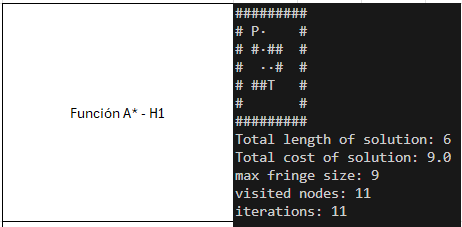 Función A* - H1
#########
# P·    #
# #·##  #
#  ··#  #
# ##T   #
#       #
#########
Total length of solution: 6
Total cost of solution: 9.0
max fringe size: 9
visited nodes: 11
iterations: 11